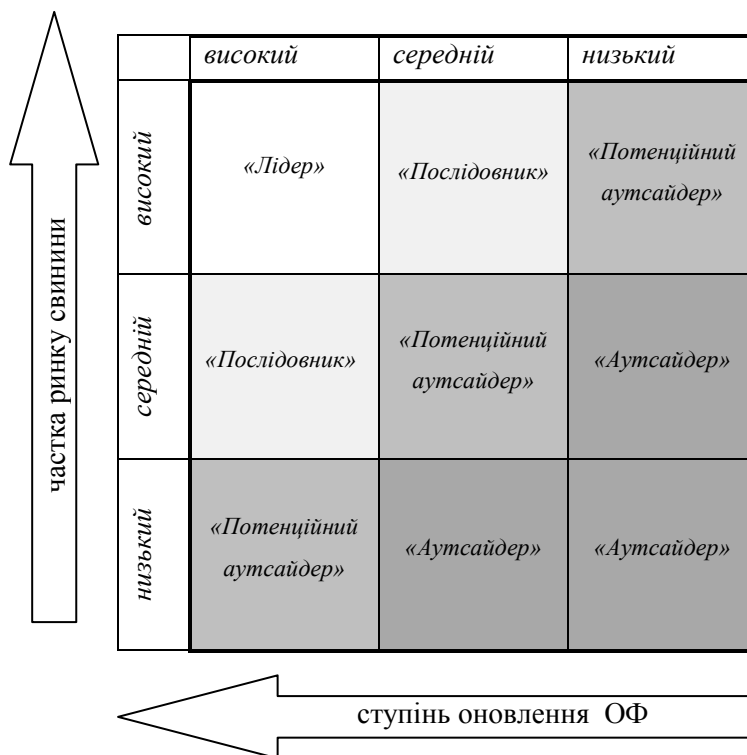 високий середній низький
високий
«Лідер»
«Послідовник»
«Потенційний
аутсайдер»
середній
«Послідовник»
«Потенційний
аутсайдер»
«Аутсайдер»
низький
«Потенційний
аутсайдер»
«Аутсайдер»
«Аутсайдер»
частка ринку свинини
ступінь оновлення ОФ